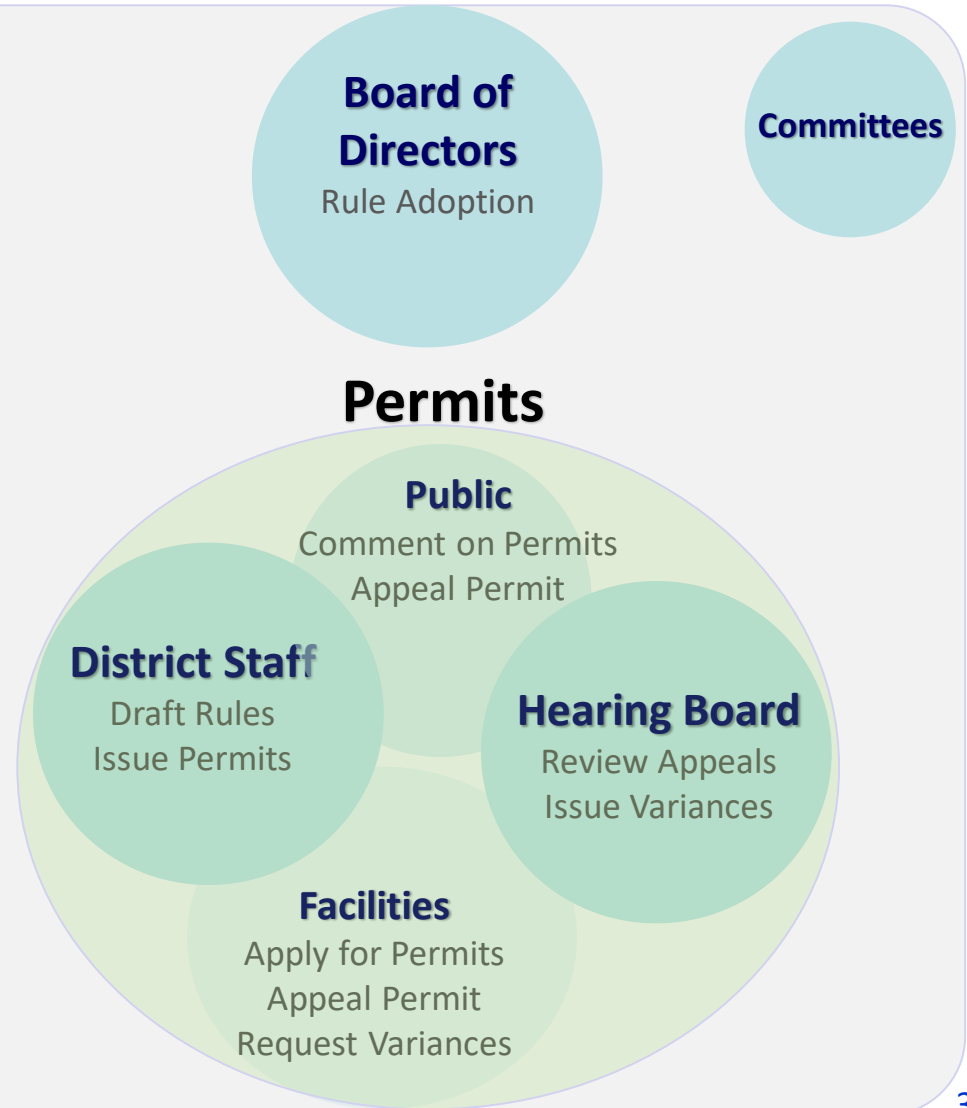 Board of
Directors
Rule Adoption
Committees
Permits
Public
Comment on Permits
Appeal Permit
District Staff
Draft Rules
Issue Permits
Hearing Board
Review Appeals
Issue Variances
Facilities
Apply for Permits
Appeal Permit
Request Variances